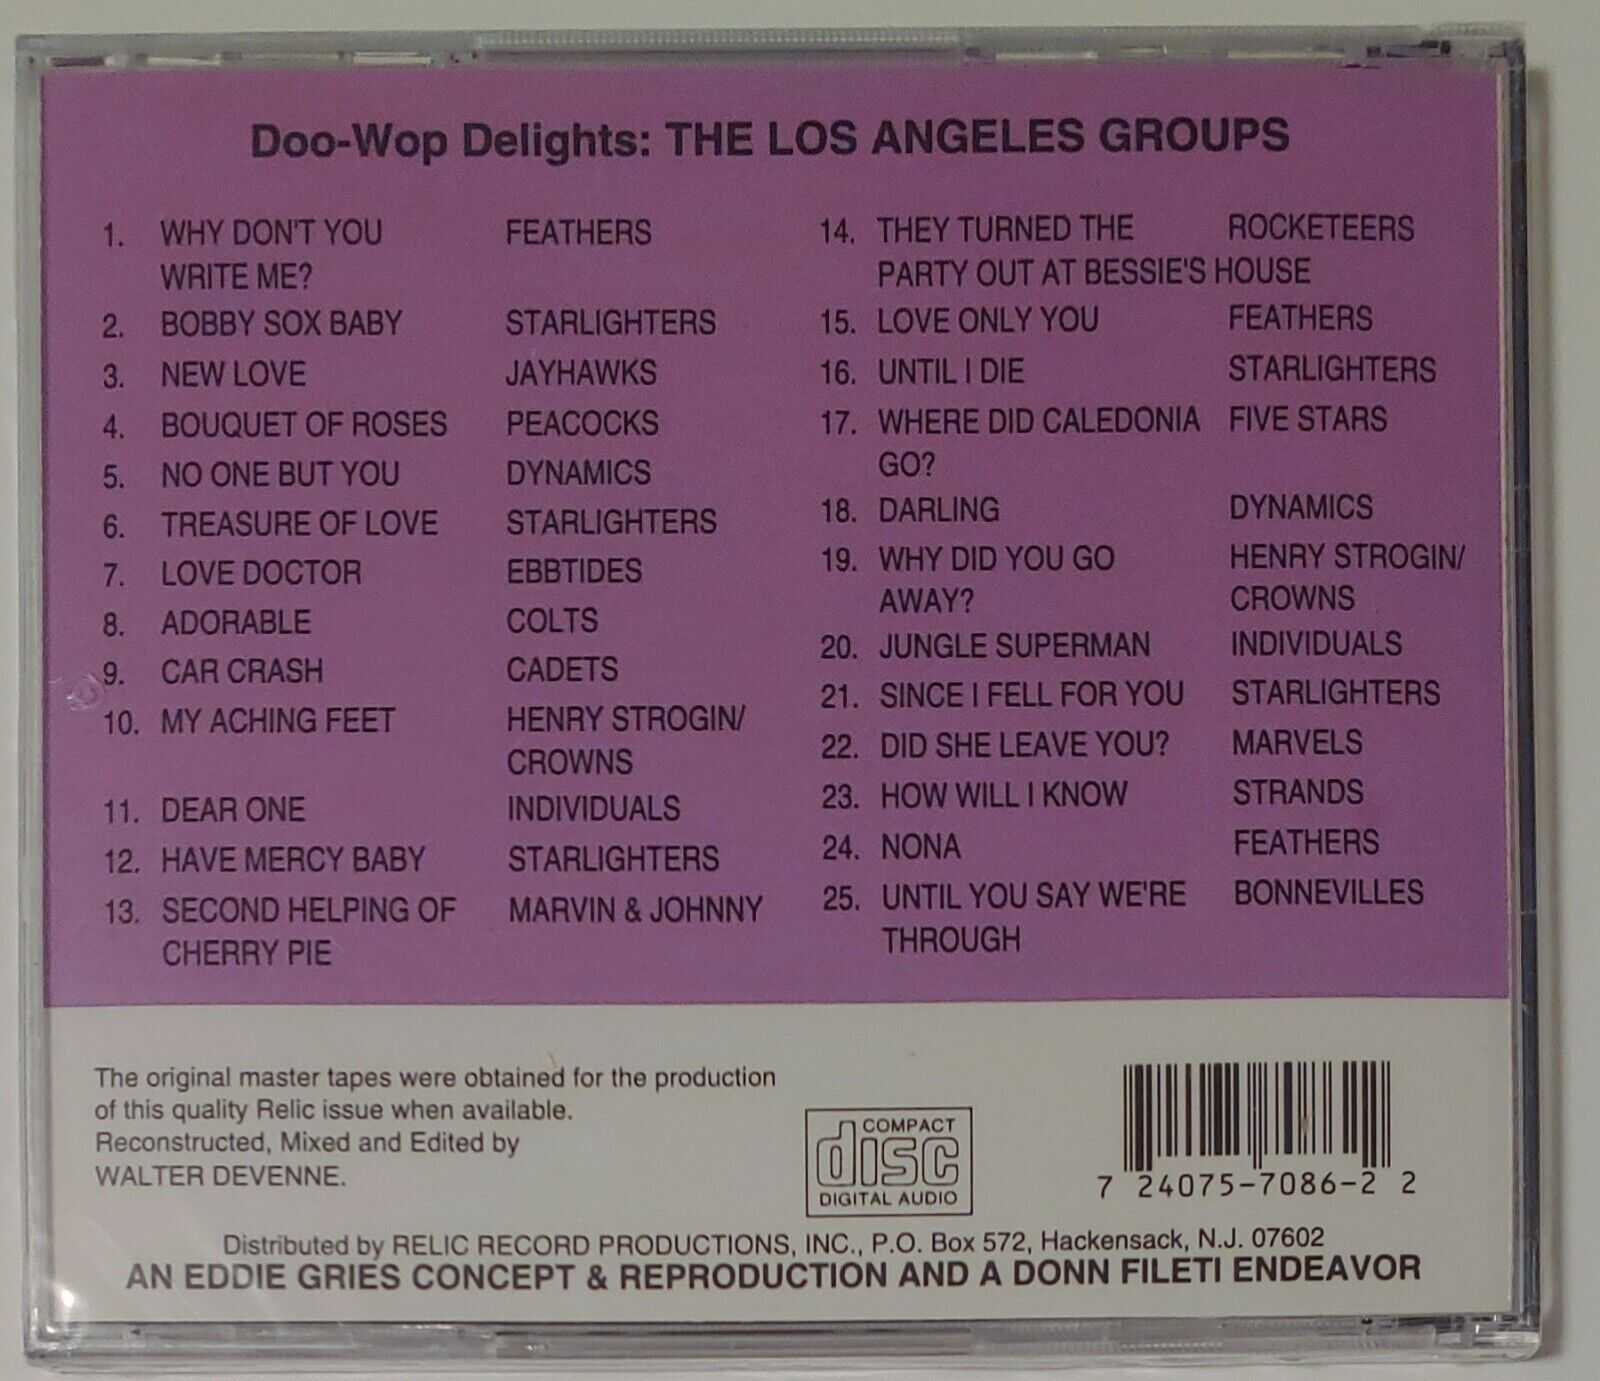 Doo-Wop Delights: THE LOS ANGELES GROUPS
1. WHY DON'T YOU FEATHERS
WRITE ME?
2. BOBBY SOX BABY STARLIGHTERS
3. NEW LOVE JAYHAWKS
4. BOUQUET OF ROSES PEACOCKS
5. NO ONE BUT YOU DYNAMICS
6. TREASURE OF LOVE STARLIGHTERS
7. LOVE DOCTOR EBBTIDES
8. ADORABLE COLTS
9. CAR CRASH CADETS
10. MY ACHING FEET HENRY STROGIN/
CROWNS
11. DEAR ONE INDIVIDUALS
12. HAVE MERCY BABY STARLIGHTERS
13. SECOND HELPING OF MARVIN & JOHNNY
CHERRY PIE
14. THEY TURNED THE ROCKETEERS
PARTY OUT AT BESSIE'S HOUSE
15. LOVE ONLY YOU FEATHERS
16. UNTIL I DIE STARLIGHTERS
17. WHERE DID CALEDONIA FIVE STARS
GO?
18. DARLING DYNAMICS
19. WHY DID YOU GO HENRY STROGIN/
AWAY? CROWNS
20. JUNGLE SUPERMAN INDIVIDUALS
21. SINCE I FELL FOR YOU STARLIGHTERS
22. DID SHE LEAVE YOU? MARVELS
23. HOW WILL I KNOW STRANDS
24. NONA FEATHERS
25. UNTIL YOU SAY WE'RE BONNEVILLES
THROUGH
The original master tapes were obtained for the production
of this quality Relic issue when available.
Reconstructed, Mixed and Edited by
WALTER DEVENNE.
COMPACT
disc
DIGITAL AUDIO
7 24075-7086-2 2
Distributed by RELIC RECORD PRODUCTIONS, INC., P.O. Box 572, Hackensack, N.J. 07602
AN EDDIE GRIES CONCEPT & REPRODUCTION AND A DONN FILETI ENDEAVOR